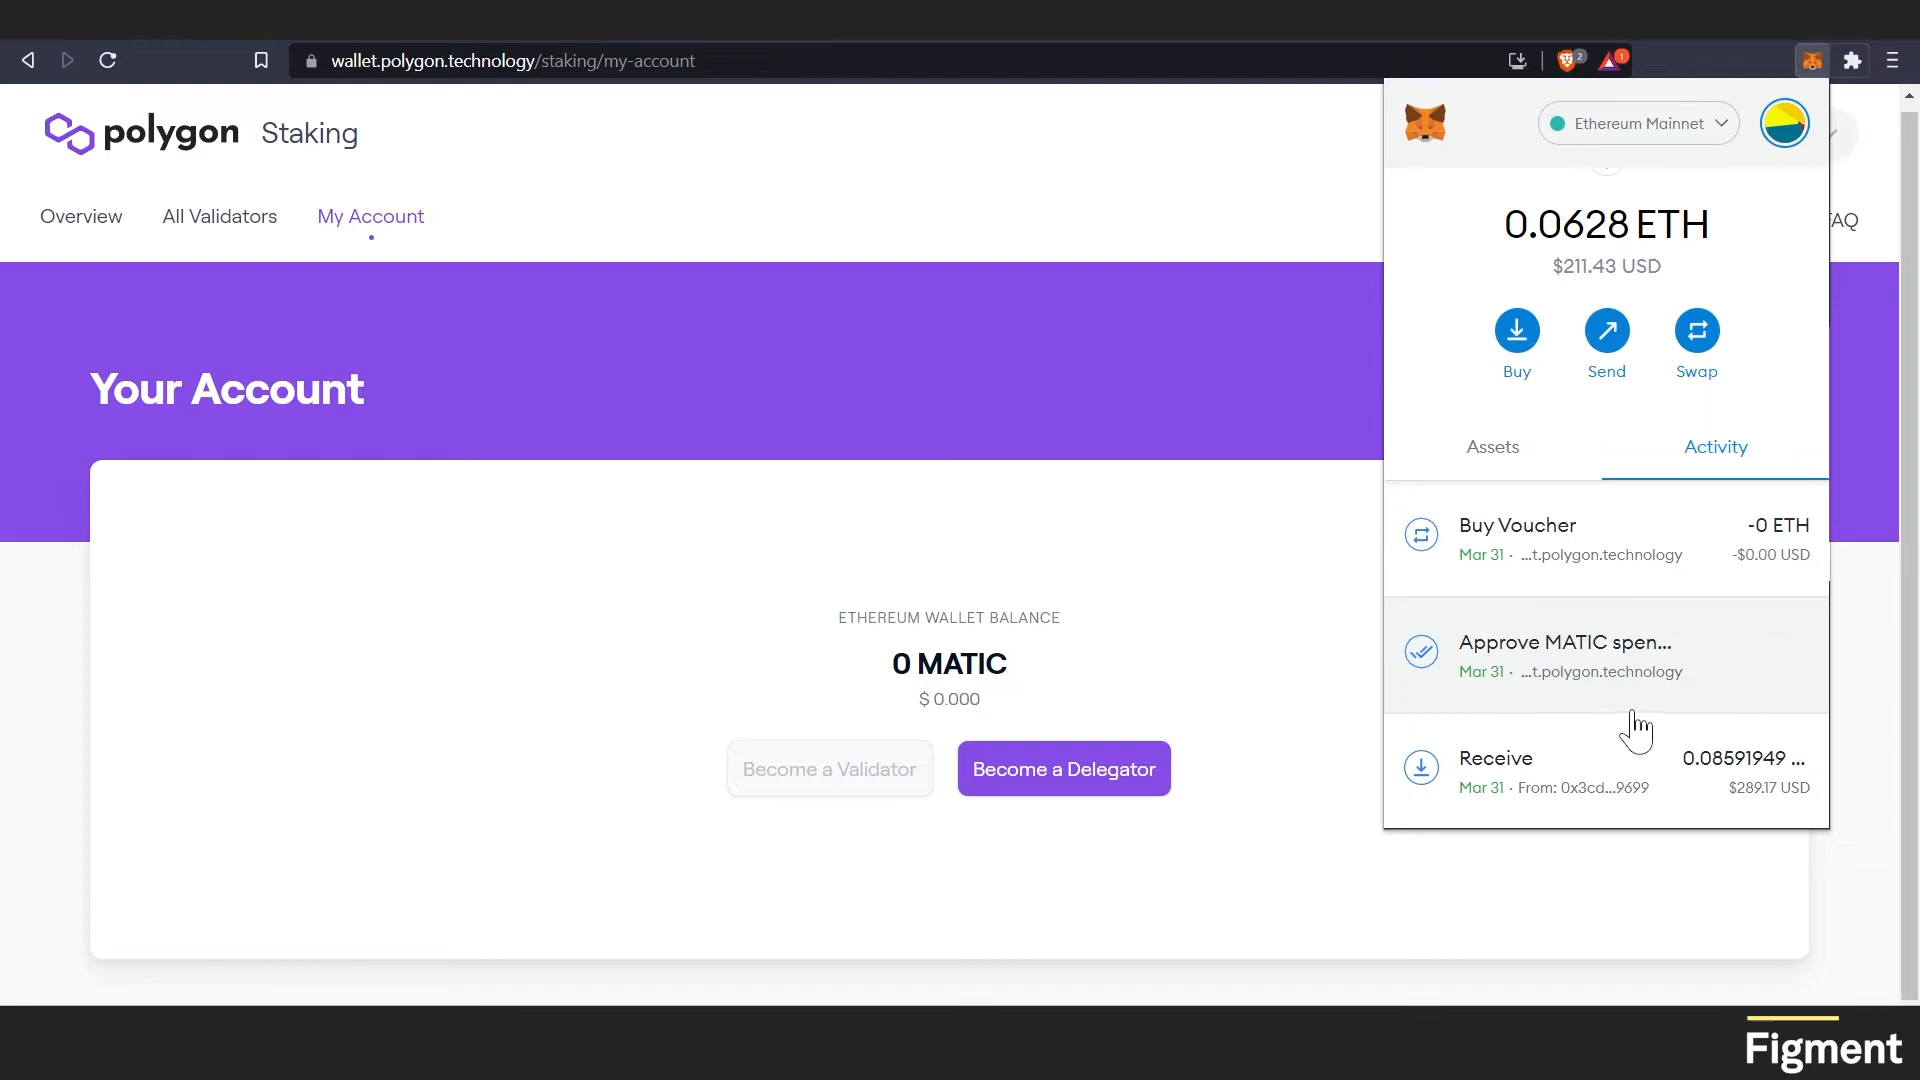 wallet.polygon.technology/staking/my-account
2
1
polygon Staking
Overview
All Validators
My Account
FAQ
Your Account
ETHEREUM WALLET BALANCE
0 MATIC
$ 0.000
Become a Validator
Become a Delegator
Ethereum Mainnet
0.0628 ETH
$211.43 USD
Buy
Send
Swap
Assets
Activity
Buy Voucher
-0 ETH
Mar 31 · ...t.polygon.technology
-$0.00 USD
Approve MATIC spen...
Mar 31 · ...t.polygon.technology
Receive
0.08591949 ...
Mar 31 · From: 0x3cd...9699
$289.17 USD
Figment